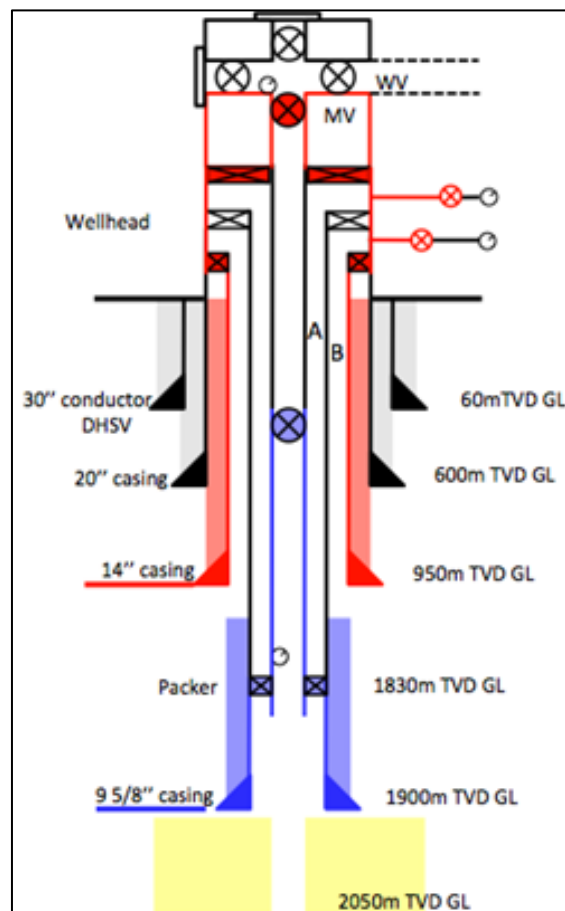 WV
MV
Wellhead
A
B
30’’ conductor
DHSV
60mTVD GL
20’’ casing
600m TVD GL
14’’ casing
950m TVD GL
Packer
1830m TVD GL
9 5/8’’ casing
1900m TVD GL
2050m TVD GL